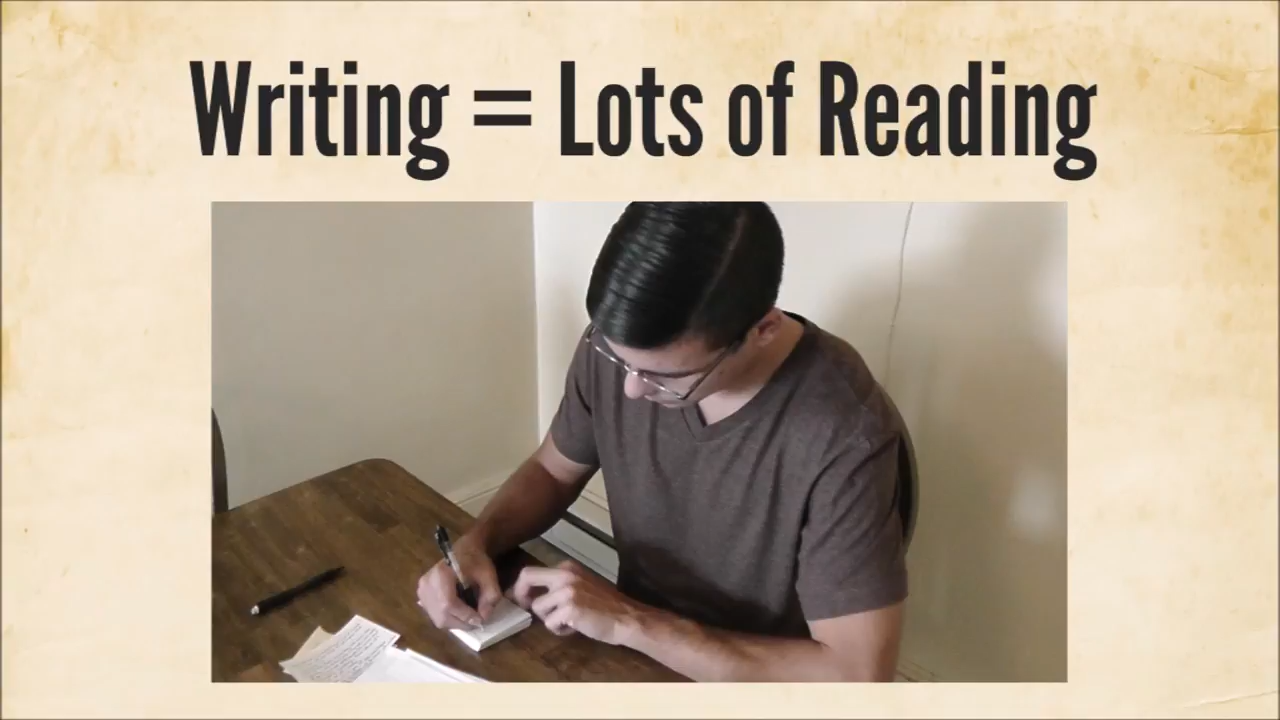 Writing = Lots of Reading